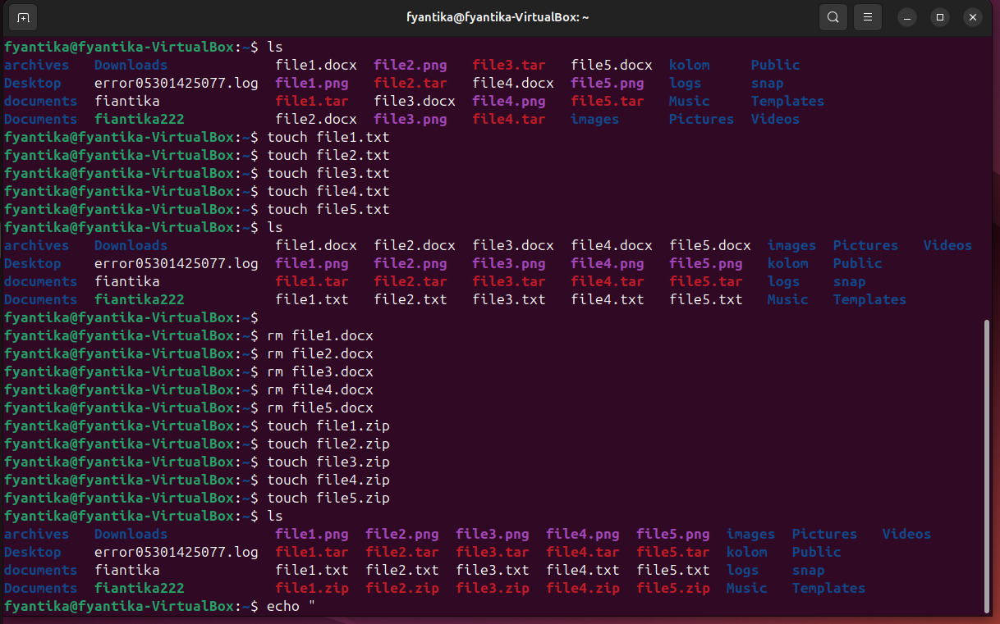 fyantika@fyantika-VirtualBox: ~
fyantika@fyantika-VirtualBox:~$ ls
archives Downloads file1.docx file2.png file3.tar file5.docx kolom Public
Desktop error05301425077.log file1.png file2.tar file4.docx file5.png logs snap
documents fiantika file1.tar file3.docx file4.png file5.tar Music Templates
Documents fiantika222 file2.docx file3.png file4.tar images Pictures Videos
fyantika@fyantika-VirtualBox:~$ touch file1.txt
fyantika@fyantika-VirtualBox:~$ touch file2.txt
fyantika@fyantika-VirtualBox:~$ touch file3.txt
fyantika@fyantika-VirtualBox:~$ touch file4.txt
fyantika@fyantika-VirtualBox:~$ touch file5.txt
fyantika@fyantika-VirtualBox:~$ ls
archives Downloads file1.docx file2.docx file3.docx file4.docx file5.docx images Pictures Videos
Desktop error05301425077.log file1.png file2.png file3.png file4.png file5.png kolom Public
documents fiantika file1.tar file2.tar file3.tar file4.tar file5.tar logs snap
Documents fiantika222 file1.txt file2.txt file3.txt file4.txt file5.txt Music Templates
fyantika@fyantika-VirtualBox:~$
fyantika@fyantika-VirtualBox:~$ rm file1.docx
fyantika@fyantika-VirtualBox:~$ rm file2.docx
fyantika@fyantika-VirtualBox:~$ rm file3.docx
fyantika@fyantika-VirtualBox:~$ rm file4.docx
fyantika@fyantika-VirtualBox:~$ rm file5.docx
fyantika@fyantika-VirtualBox:~$ touch file1.zip
fyantika@fyantika-VirtualBox:~$ touch file2.zip
fyantika@fyantika-VirtualBox:~$ touch file3.zip
fyantika@fyantika-VirtualBox:~$ touch file4.zip
fyantika@fyantika-VirtualBox:~$ touch file5.zip
fyantika@fyantika-VirtualBox:~$ ls
archives Downloads file1.png file2.png file3.png file4.png file5.png images Pictures Videos
Desktop error05301425077.log file1.tar file2.tar file3.tar file4.tar file5.tar kolom Public
documents fiantika file1.txt file2.txt file3.txt file4.txt file5.txt logs snap
Documents fiantika222 file1.zip file2.zip file3.zip file4.zip file5.zip Music Templates
fyantika@fyantika-VirtualBox:~$ echo "